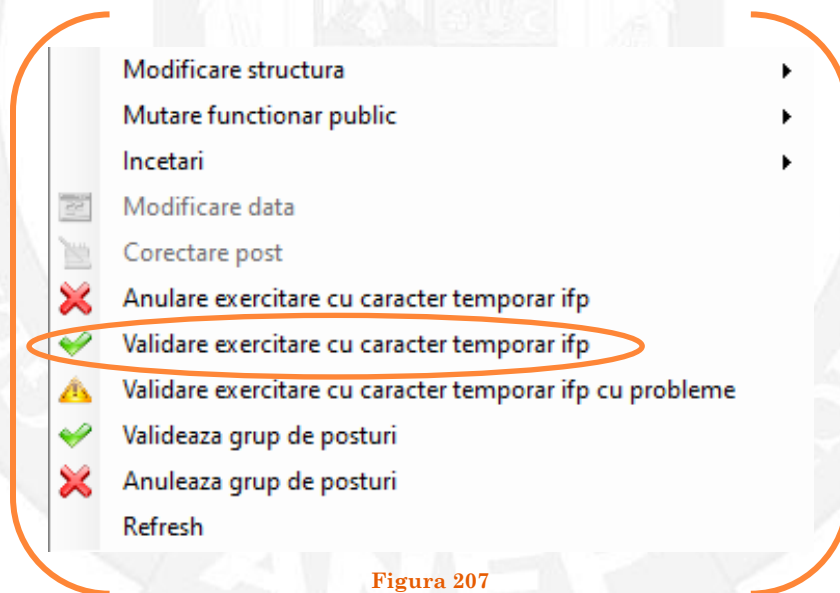 Modificare structura
Mutare functionar public
Incetari
Modificare data
Corectare post
Anulare exercitare cu caracter temporar ifp
Validare exercitare cu caracter temporar ifp
Validare exercitare cu caracter temporar ifp cu probleme
Valideaza grup de posturi
Anuleaza grup de posturi
Refresh
Figura 207